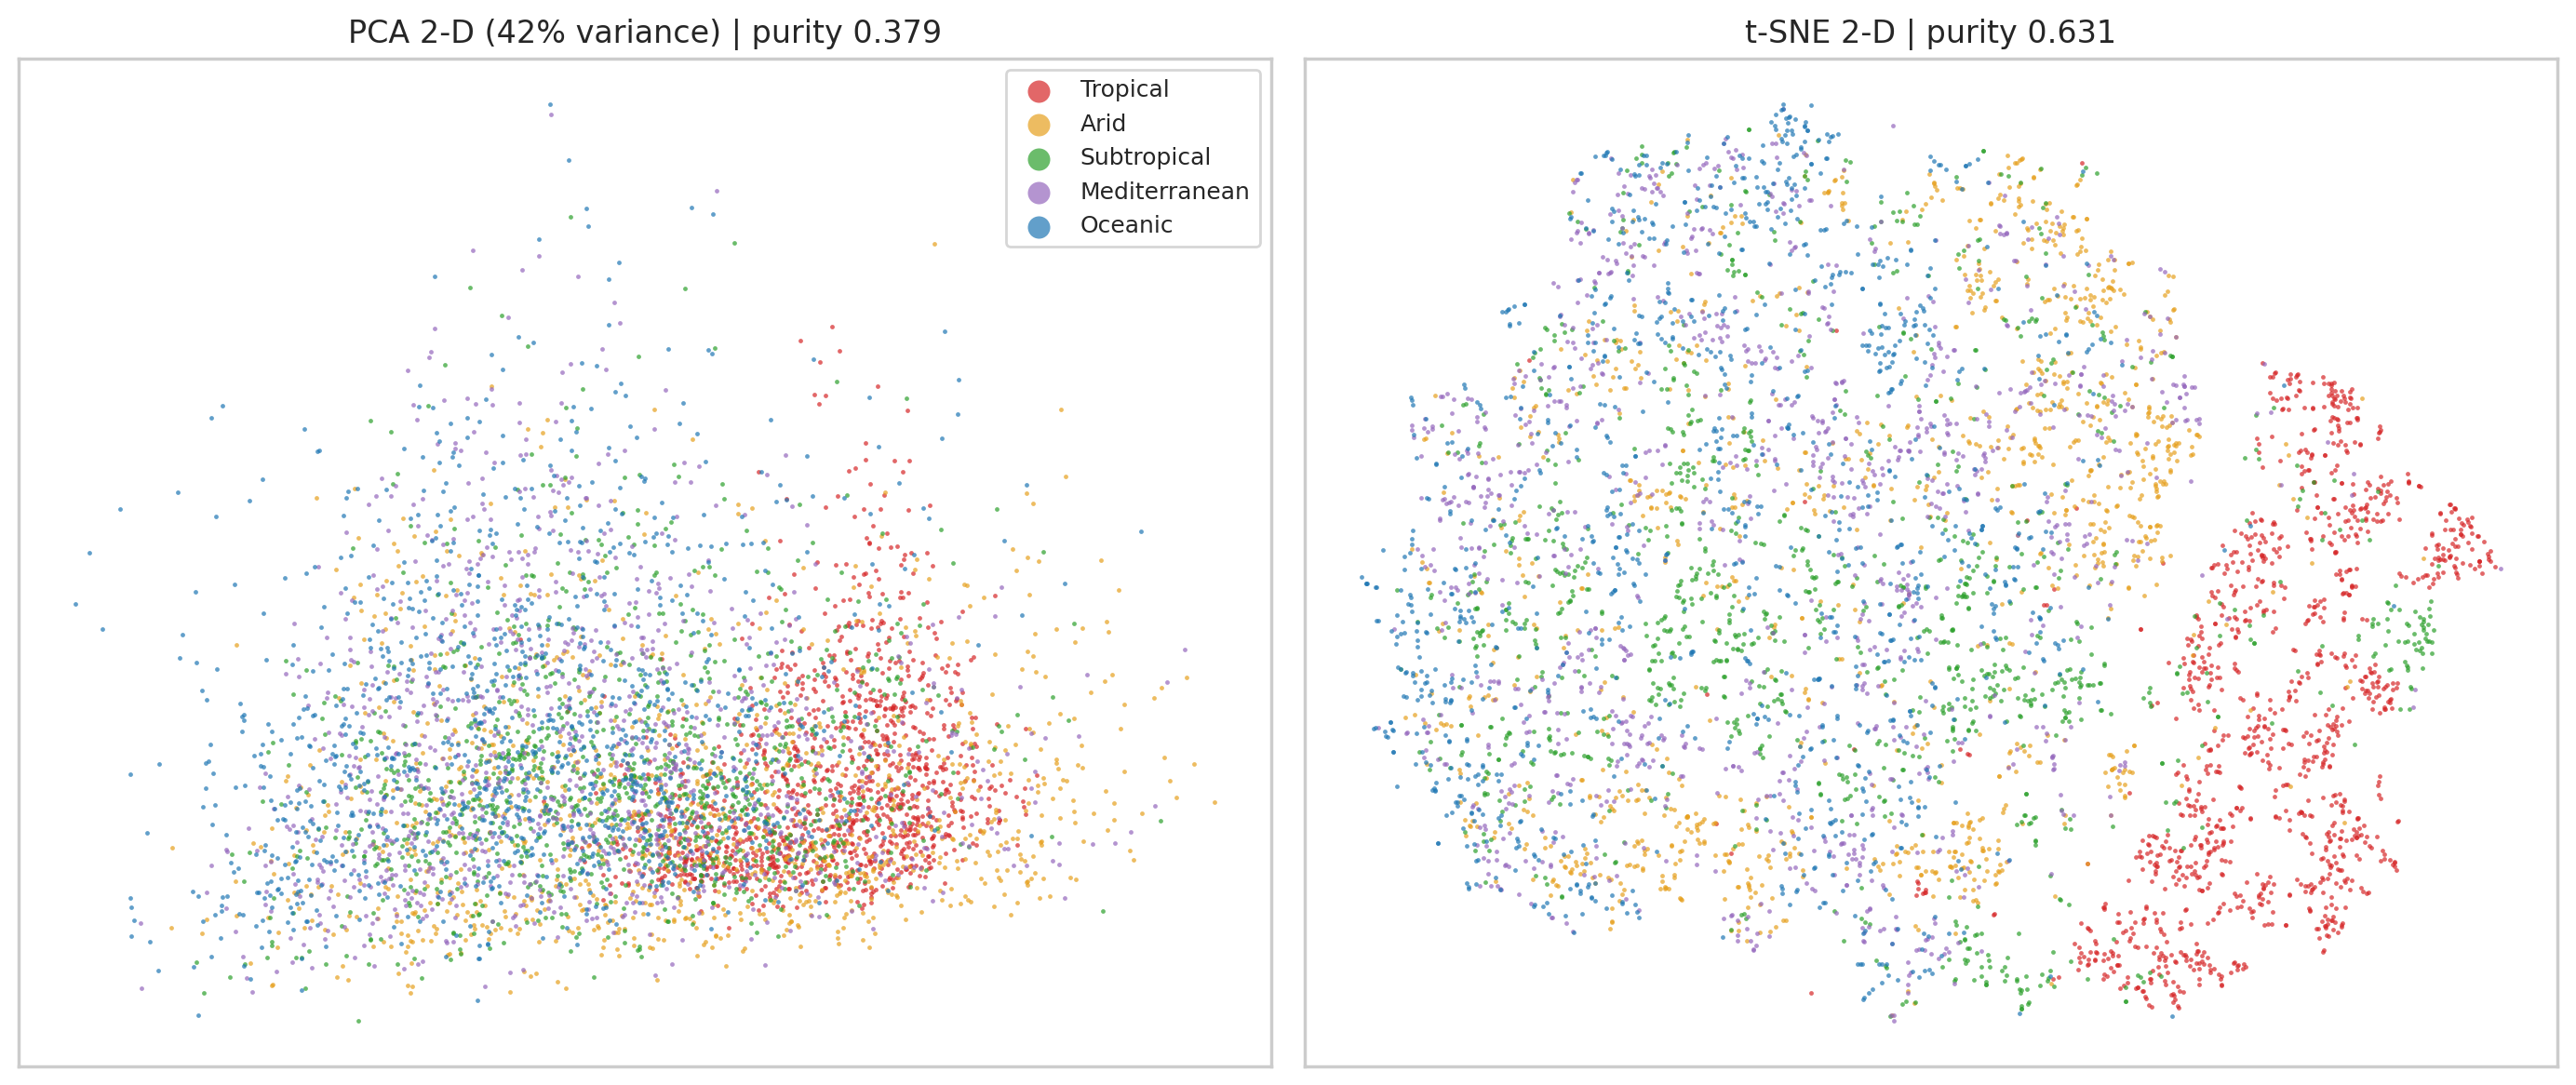 PCA 2-D (42% variance) | purity 0.379
Tropical
Arid
Subtropical
Mediterranean
Oceanic
t-SNE 2-D | purity 0.631